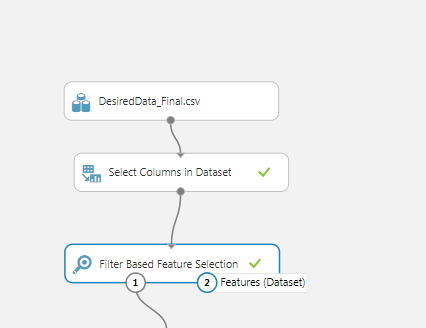 DesiredData_Final.csv
Select Columns in Dataset
Filter Based Feature Selection
1
2
Features (Dataset)